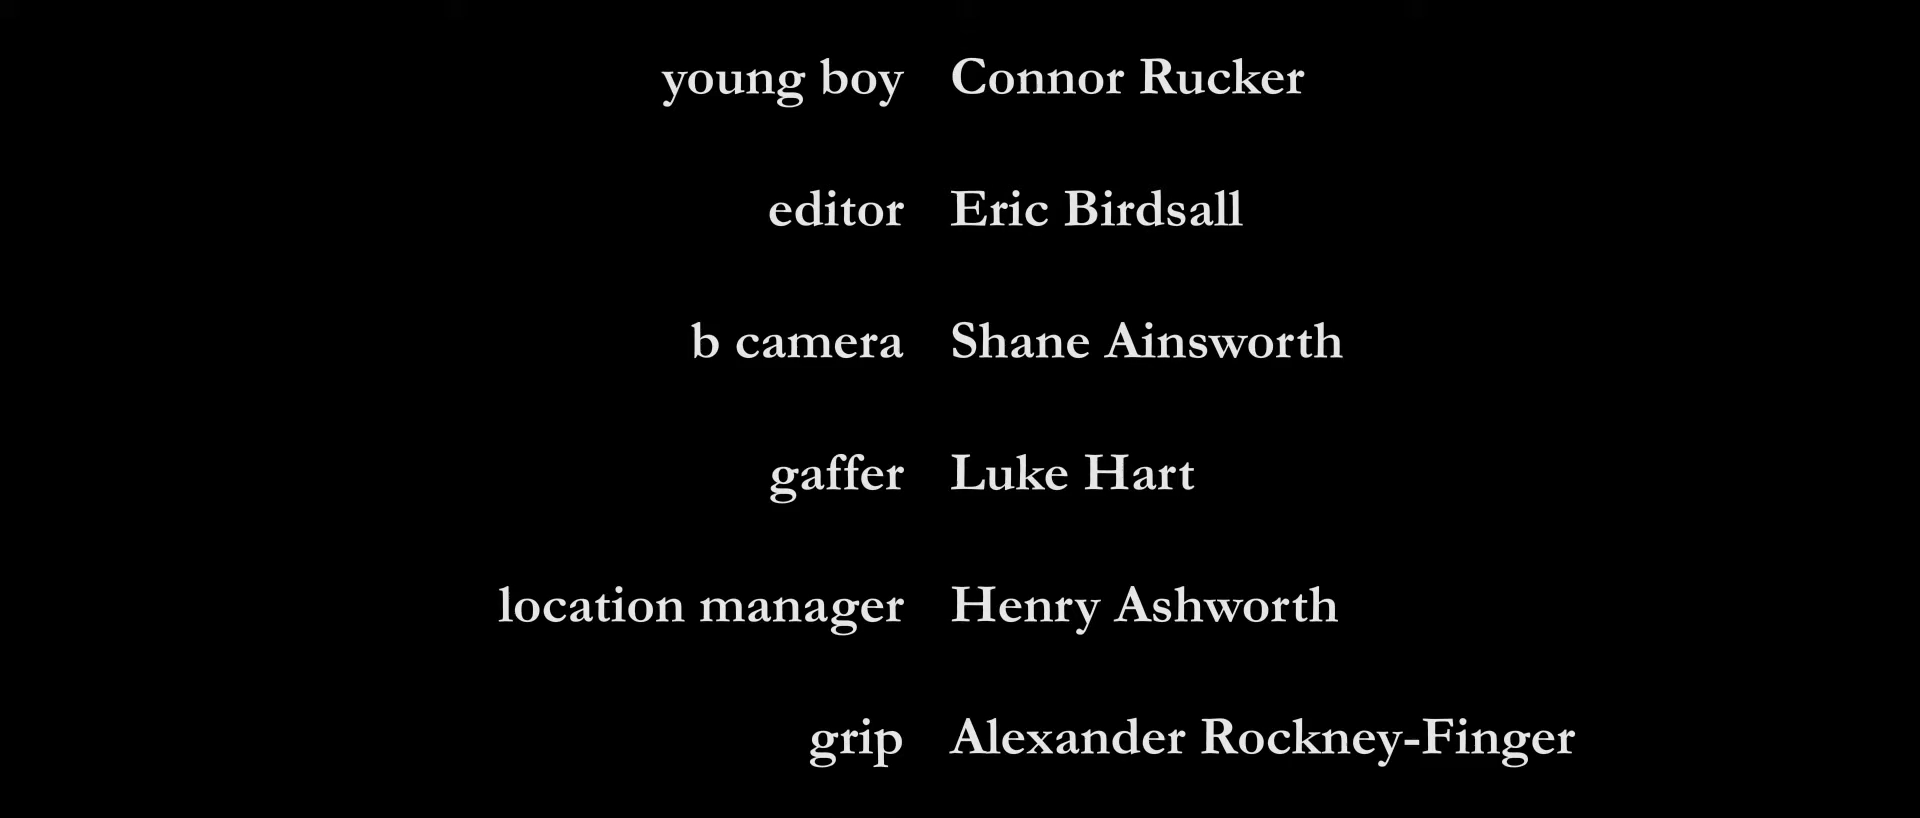 young boy Connor Rucker
editor Eric Birdsall
b camera Shane Ainsworth
gaffer Luke Hart
location manager Henry Ashworth
grip Alexander Rockney-Finger